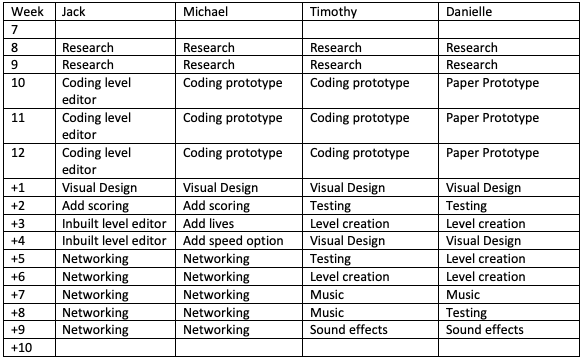 Week Jack Michael Timothy Danielle
7
8 Research Research Research Research
9 Research Research Research Research
10 Coding level Coding prototype Coding prototype Paper Prototype
editor
11 Coding level Coding prototype Coding prototype Paper Prototype
editor
12 Coding level Coding prototype Coding prototype Paper Prototype
editor
+1 Visual Design Visual Design Visual Design Visual Design
+2 Add scoring Add scoring Testing Testing
+3 Inbuilt level editor Add lives Level creation Level creation
+4 Inbuilt level editor Add speed option Visual Design Visual Design
+5 Networking Networking Testing Level creation
+6 Networking Networking Level creation Level creation
+7 Networking Networking Music Music
+8 Networking Networking Music Testing
+9 Networking Networking Sound effects Sound effects
+10